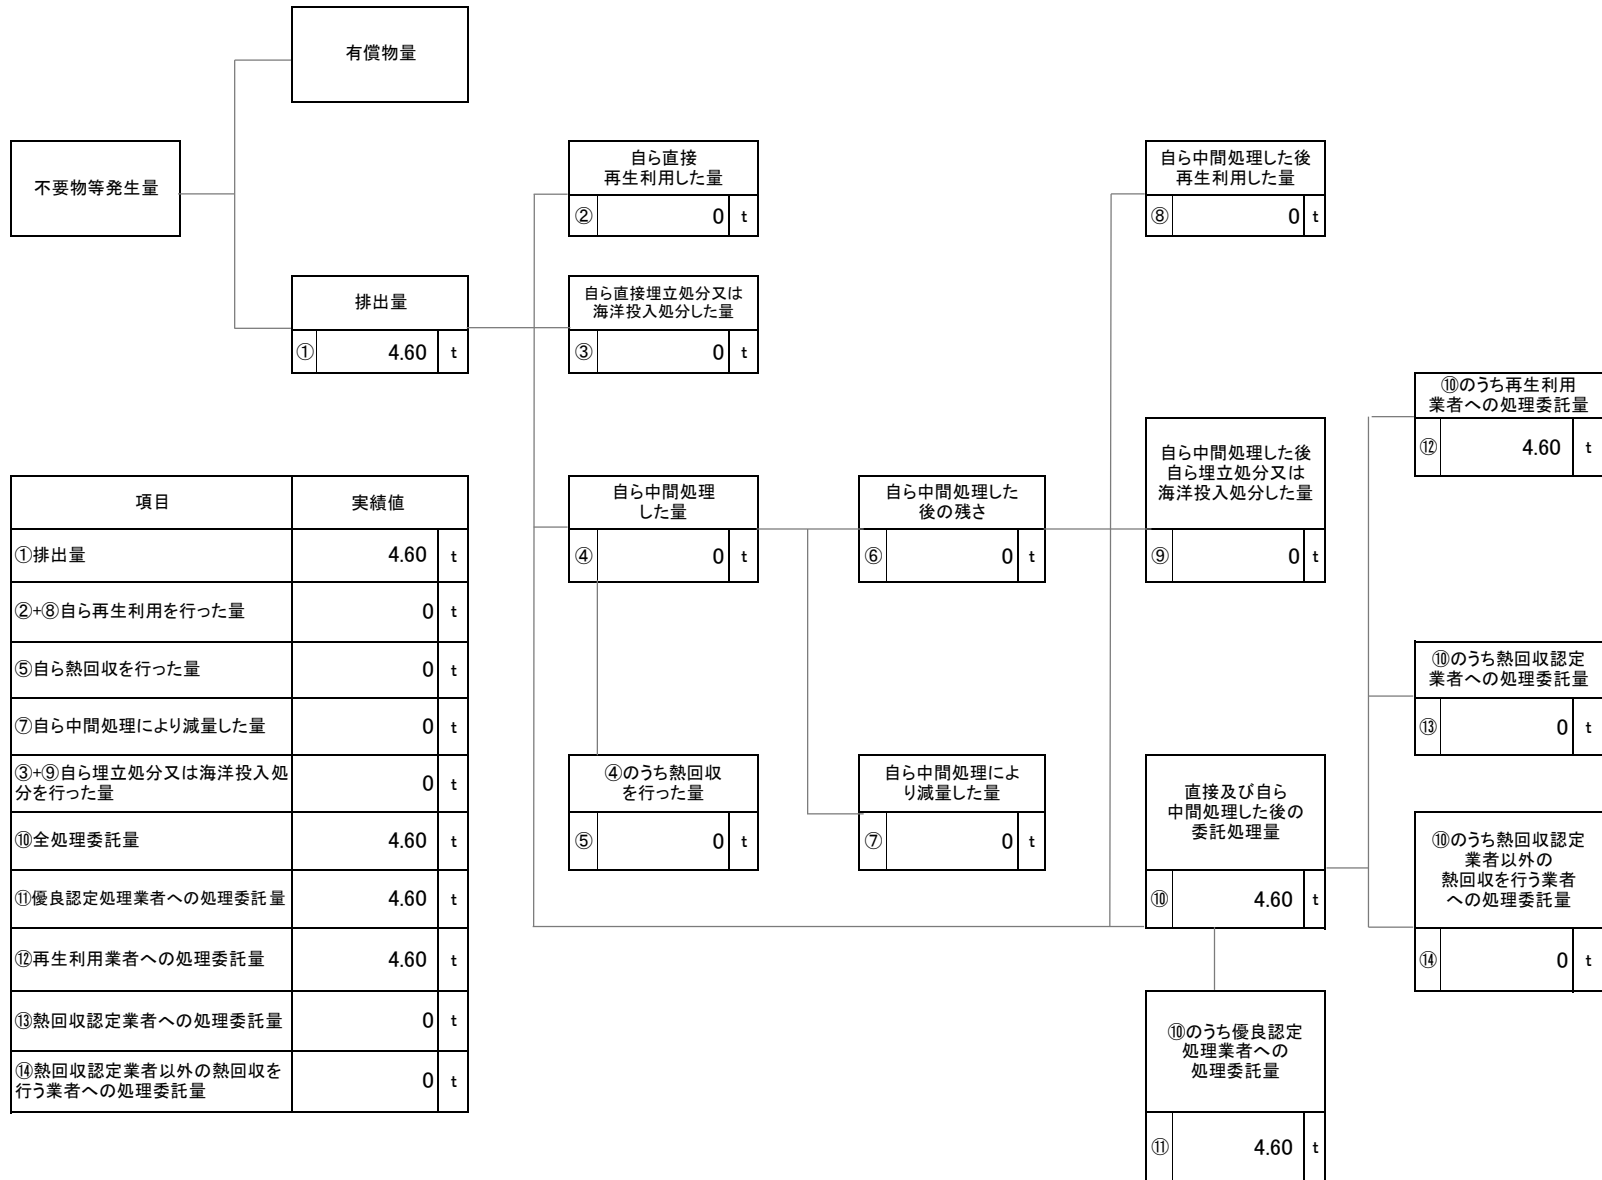 有償物量
不要物等発生量
排出量
① 4.60 t
自ら直接
再生利用した量
② 0 t
自ら直接埋立処分又は
海洋投入処分した量
③ 0 t
自ら中間処理
した量
④ 0 t
④のうち熱回収
を行った量
⑤ 0 t
自ら中間処理した
後の残さ
⑥ 0 t
自ら中間処理によ
り減量した量
⑦ 0 t
自ら中間処理した後
再生利用した量
⑧ 0 t
自ら中間処理した後
自ら埋立処分又は
海洋投入処分した量
⑨ 0 t
直接及び自ら
中間処理した後の
委託処理量
⑩ 4.60 t
⑩のうち優良認定
処理業者への
処理委託量
⑪ 4.60 t
⑩のうち再生利用
業者への処理委託量
⑫ 4.60 t
⑩のうち熱回収認定
業者への処理委託量
⑬ 0 t
⑩のうち熱回収認定
業者以外の
熱回収を行う業者
への処理委託量
⑭ 0 t
項目 実績値
①排出量 4.60 t
②+⑧自ら再生利用を行った量 0 t
⑤自ら熱回収を行った量 0 t
⑦自ら中間処理により減量した量 0 t
③+⑨自ら埋立処分又は海洋投入処
分を行った量 0 t
⑩全処理委託量 4.60 t
⑪優良認定処理業者への処理委託量 4.60 t
⑫再生利用業者への処理委託量 4.60 t
⑬熱回収認定業者への処理委託量 0 t
⑭熱回収認定業者以外の熱回収を
行う業者への処理委託量 0 t